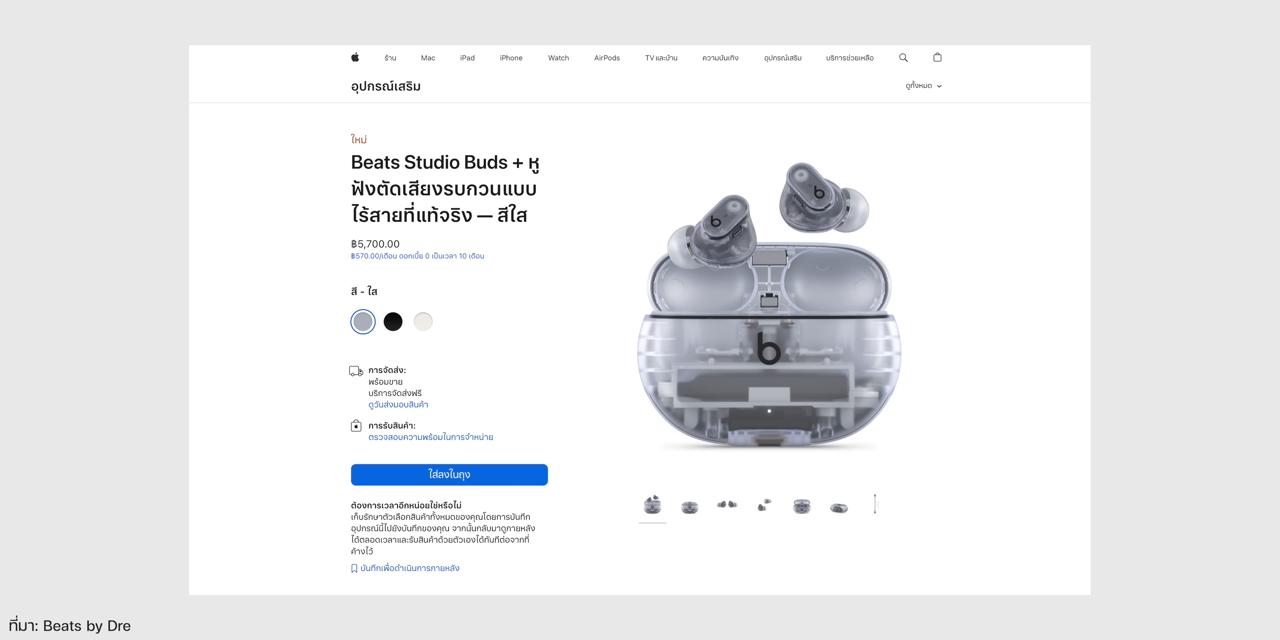 ร้าน Mac iPad iPhone Watch AirPods TV และบ้าน ความบันเทิง อุปกรณ์เสริม บริการช่วยเหลือ
อุปกรณ์เสริม ดูทั้งหมด
ใหม่
Beats Studio Buds + หู
ฟังตัดเสียงรบกวนแบบ
ไร้สายที่แท้จริง — สีใส
฿5,700.00
฿570.00/เดือน ดอกเบี้ย 0 เป็นเวลา 10 เดือน
สี - ใส
การจัดส่ง:
พร้อมขาย
บริการจัดส่งฟรี
ดูวันส่งมอบสินค้า
การรับสินค้า:
ตรวจสอบความพร้อมในการจำหน่าย
ใส่ลงในถุง
ต้องการเวลาอีกหน่อยใช่หรือไม่
เก็บรักษาตัวเลือกสินค้าทั้งหมดของคุณโดยการบันทึก
อุปกรณ์นี้ไปยังบันทึกของคุณ จากนั้นกลับมาดูภายหลัง
ได้ตลอดเวลาและรับสินค้าด้วยตัวเองได้ทันทีต่อจากที่
ค้างไว้
บันทึกเพื่อดำเนินการภายหลัง
ที่มา: Beats by Dre